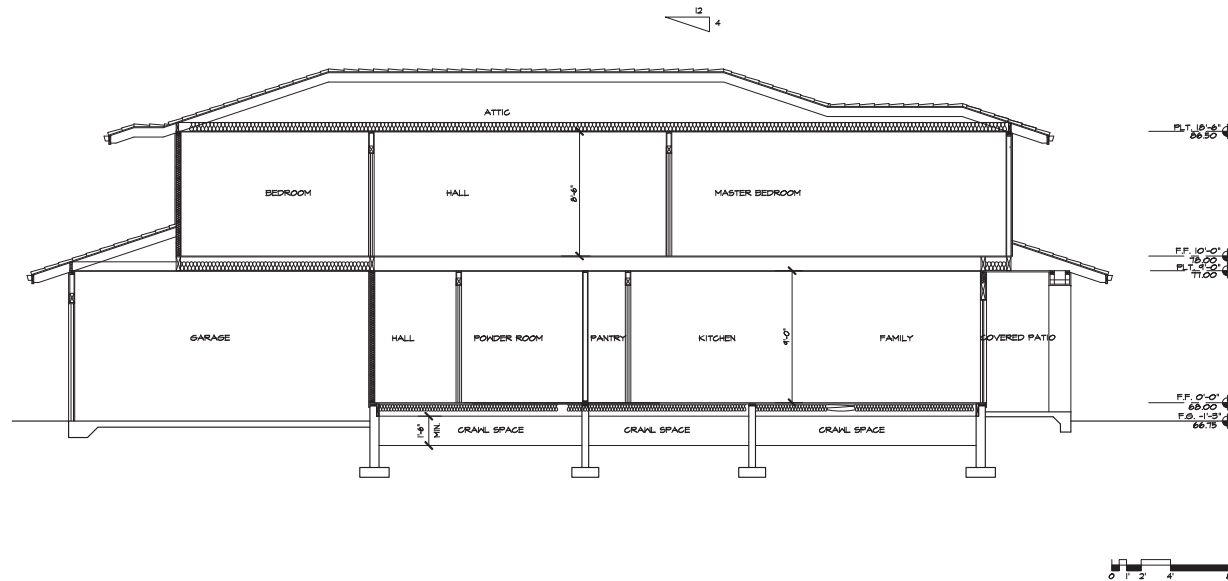 12
4
ATTIC
PLT. 18'-6"
86.50
BEDROOM
HALL
8'-6"
MASTER BEDROOM
F.F. 10'-0"
78.00
PLT. 9'-0"
77.00
GARAGE
HALL
POWDER ROOM
PANTRY
KITCHEN
9'-0"
FAMILY
COVERED PATIO
F.F. 0'-0"
68.00
F.G. -1'-3"
66.75
1'-6"
MIN.
CRAWL SPACE
CRAWL SPACE
CRAWL SPACE
0 1' 2' 4'